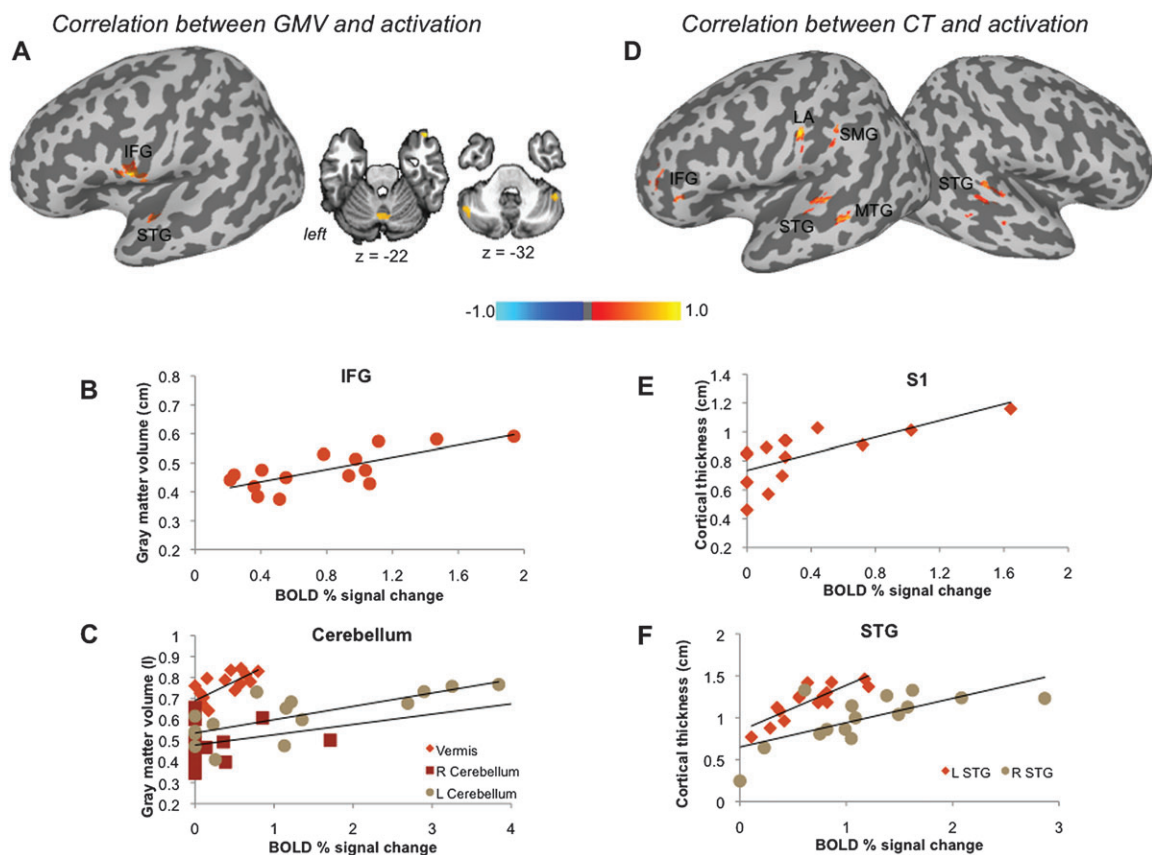 Correlation between GMV and activation
A
IFG
STG
left
z = -22
z = -32
Correlation between CT and activation
D
LA
SMG
IFG
STG
MTG
STG
-1.0
1.0
B
IFG
Gray matter volume (cm)
0.8
0.7
0.6
0.5
0.4
0.3
0.2
0 0.4 0.8 1.2 1.6 2
BOLD % signal change
E
S1
Cortical thickness (cm)
1.4
1.2
1
0.8
0.6
0.4
0.2
0 0.4 0.8 1.2 1.6 2
BOLD % signal change
C
Cerebellum
Gray matter volume (l)
1
0.9
0.8
0.7
0.6
0.5
0.4
0.3
0.2
Vermis
R Cerebellum
L Cerebellum
0 1 2 3 4
BOLD % signal change
F
STG
Cortical thickness (cm)
2
1.5
1
0.5
0
L STG R STG
0 1 2 3
BOLD % signal change